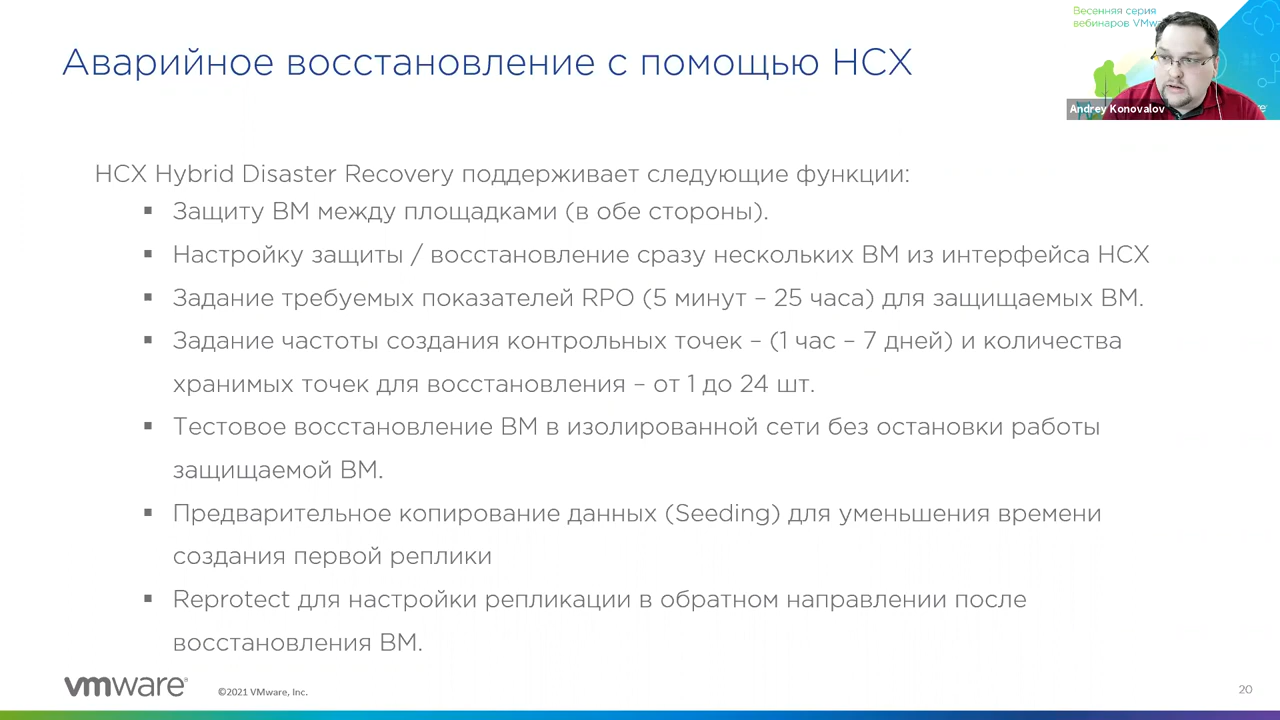 Весенняя серия
вебинаров VMwa
Аварийное восстановление с помощью HCX
Andrey Konovalov
HCX Hybrid Disaster Recovery поддерживает следующие функции:
▪ Защиту ВМ между площадками (в обе стороны).
▪ Настройку защиты / восстановление сразу нескольких ВМ из интерфейса HCX
▪ Задание требуемых показателей RPO (5 минут – 25 часа) для защищаемых ВМ.
▪ Задание частоты создания контрольных точек – (1 час – 7 дней) и количества
хранимых точек для восстановления – от 1 до 24 шт.
▪ Тестовое восстановление ВМ в изолированной сети без остановки работы
защищаемой ВМ.
▪ Предварительное копирование данных (Seeding) для уменьшения времени
создания первой реплики
▪ Reprotect для настройки репликации в обратном направлении после
восстановления ВМ.
vmware®
©2021 VMware, Inc.
20